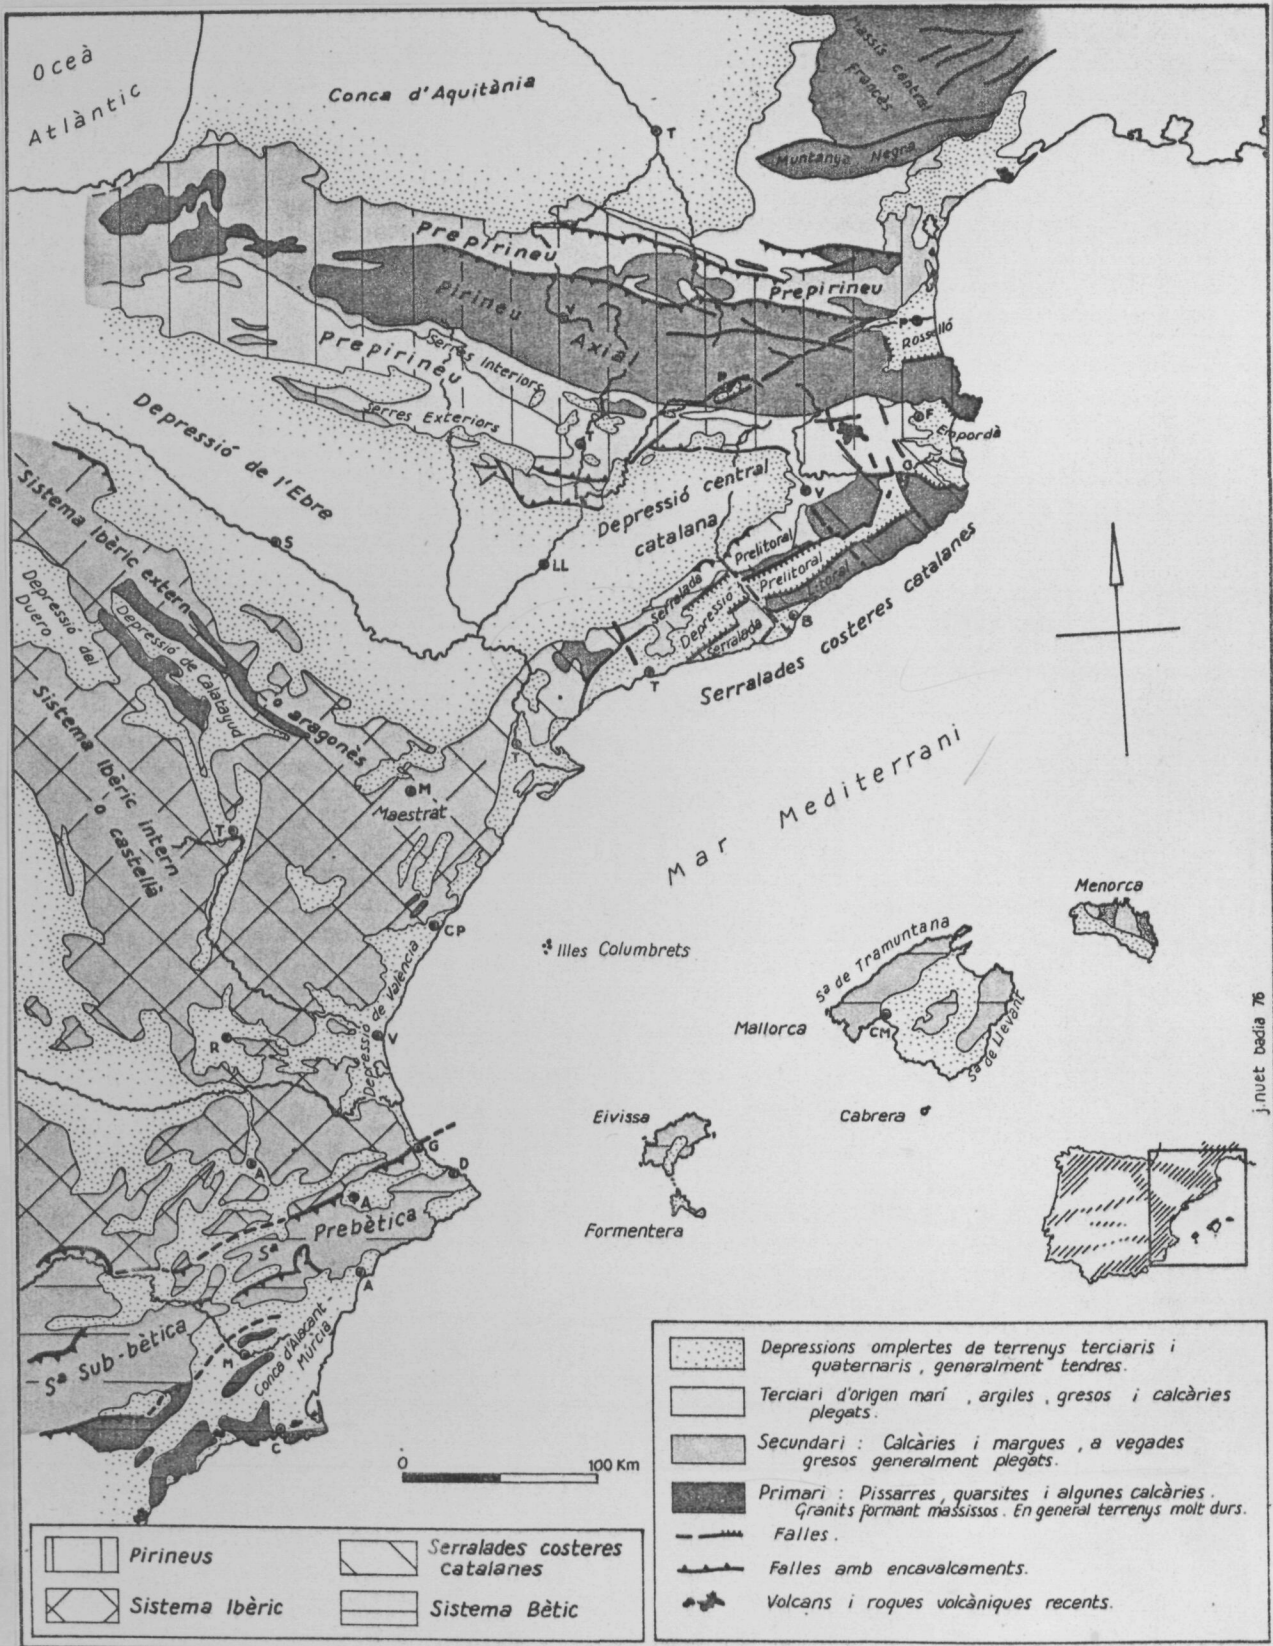 Oceà
Atlàntic
Conca d'Aquitània
Massís central
francès
Muntanya Negra
T
Prepirineu
Prepirineu
Pirineu
Axial
V
P
Rosselló
Prepirineu
Serres Interiors
Serres Exteriors
P
F
Empordà
G
T
Depressió de l'Ebre
Depressió central
catalana
V
S
LL
Sistema Ibèric extern
o aragonès
Depressió del
Duero
Depressió de
Calatayud
Sistema Ibèric intern
o castellà
Serralada
Prelitoral
Depressió
Prelitoral
Serralada
litoral
B
T
Serralades costeres catalanes
T
M
Maestrat
T
Mar Mediterrani
CP
Illes Columbrets
Menorca
Sª de Tramuntana
Mallorca
CM
Sª de Llevant
Cabrera
R
V
Depressió de València
Eivissa
Formentera
G
D
A
A
Sª Prebètica
A
Sª Sub-bètica
M
Conca d'Alacant-
Múrcia
C
j. nuet badia 76
0 100 Km
Depressions omplertes de terrenys terciaris i
quaternaris, generalment tendres.
Terciari d'origen marí , argiles, gresos i calcàries
plegats.
Secundari : Calcàries i margues , a vegades
gresos generalment plegats.
Primari : Pissarres, quarsites i algunes calcàries.
Granits formant massissos. En general terrenys molt durs.
Falles.
Falles amb encavalcaments.
Volcans i roques volcàniques recents.
Pirineus
Serralades costeres
catalanes
Sistema Ibèric
Sistema Bètic